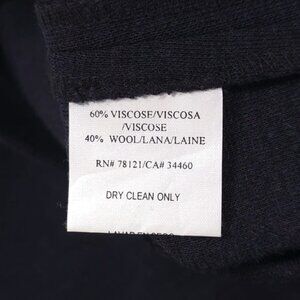 60% VISCOSE/VISCOSA
/VISCOSE
40% WOOL/LANA/LAINE
RN# 78121/CA# 34460
DRY CLEAN ONLY